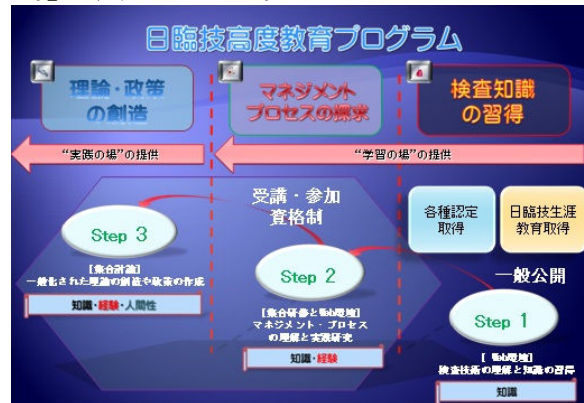 日臨技高度教育プログラム
理論・政策
の創造
マネジメント
プロセスの探求
検査知識
の習得
“実践の場”の提供
“学習の場”の提供
受講・参加
資格制
各種認定
取得
日臨技生涯
教育取得
Step 3
[集合討論]
一般化された理論の創造や政策の作成
知識・経験・人間性
Step 2
[集合研修とWeb環境]
マネジメント・プロセス
の理解と実践研究
知識・経験
一般公開
Step 1
[Web環境]
検査技術の理解と知識の習得
知識